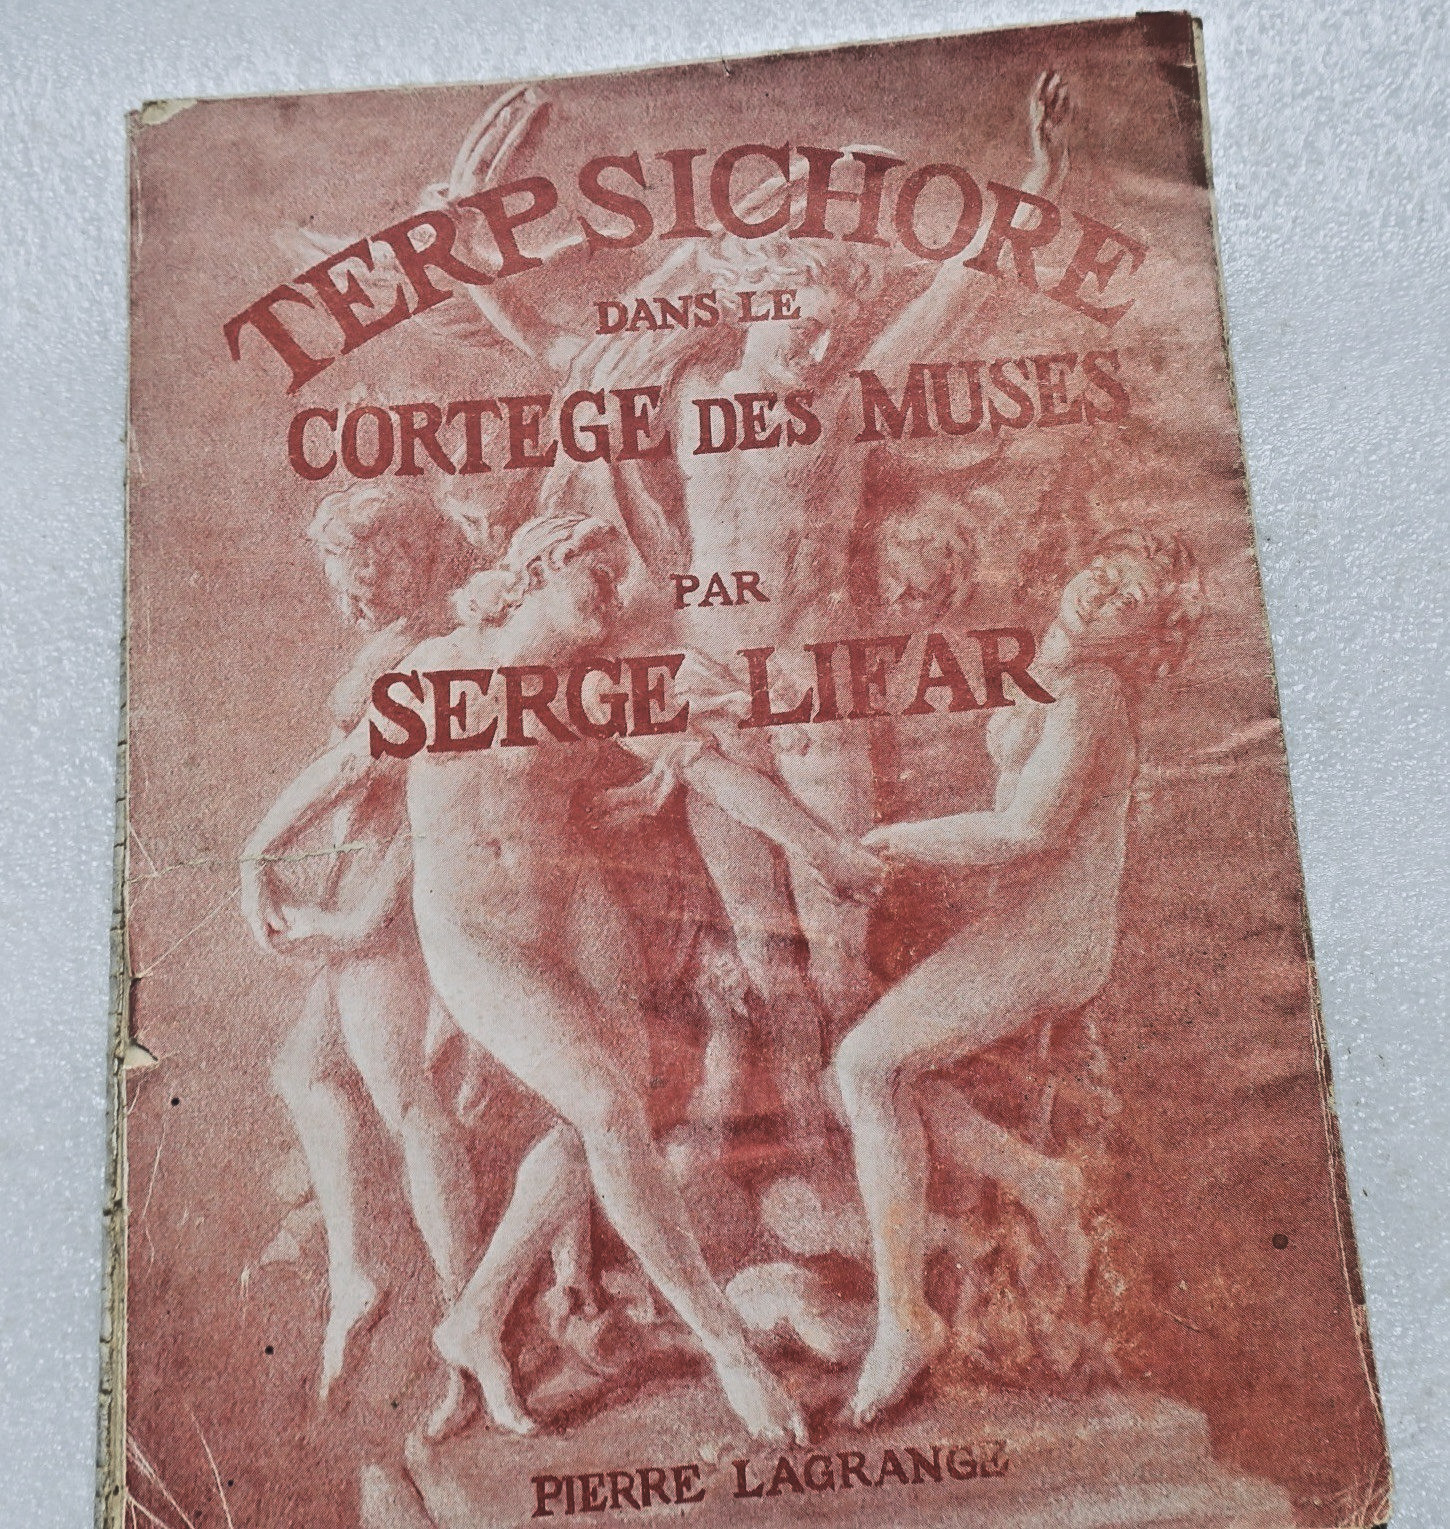 TERPSICHORE
DANS LE
CORTEGE DES MUSES
PAR
SERGE LIFAR
PIERRE LAGRANGE